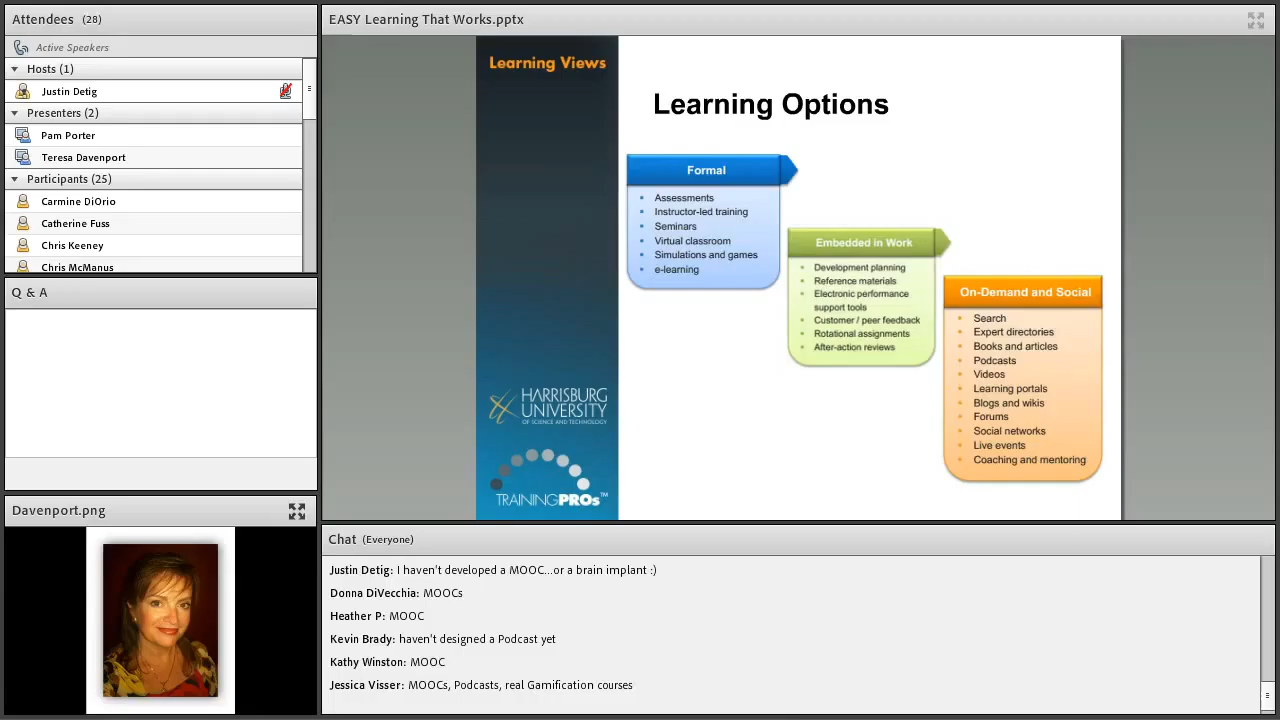 Attendees (28)
Active Speakers
Hosts (1)
Justin Detig
Presenters (2)
Pam Porter
Teresa Davenport
Participants (25)
Carmine DiOrio
Catherine Fuss
Chris Keeney
Chris McManus
Q & A
Davenport.png
EASY Learning That Works.pptx
Learning Views
HARRISBURG
UNIVERSITY
OF SCIENCE AND TECHNOLOGY
TRAININGPROs™
Learning Options
Formal
Assessments
Instructor-led training
Seminars
Virtual classroom
Simulations and games
e-learning
Embedded in Work
Development planning
Reference materials
Electronic performance
support tools
Customer / peer feedback
Rotational assignments
After-action reviews
On-Demand and Social
Search
Expert directories
Books and articles
Podcasts
Videos
Learning portals
Blogs and wikis
Forums
Social networks
Live events
Coaching and mentoring
Chat (Everyone)
Justin Detig: I haven't developed a MOOC...or a brain implant :)
Donna DiVecchia: MOOCs
Heather P: MOOC
Kevin Brady: haven't designed a Podcast yet
Kathy Winston: MOOC
Jessica Visser: MOOCs, Podcasts, real Gamification courses